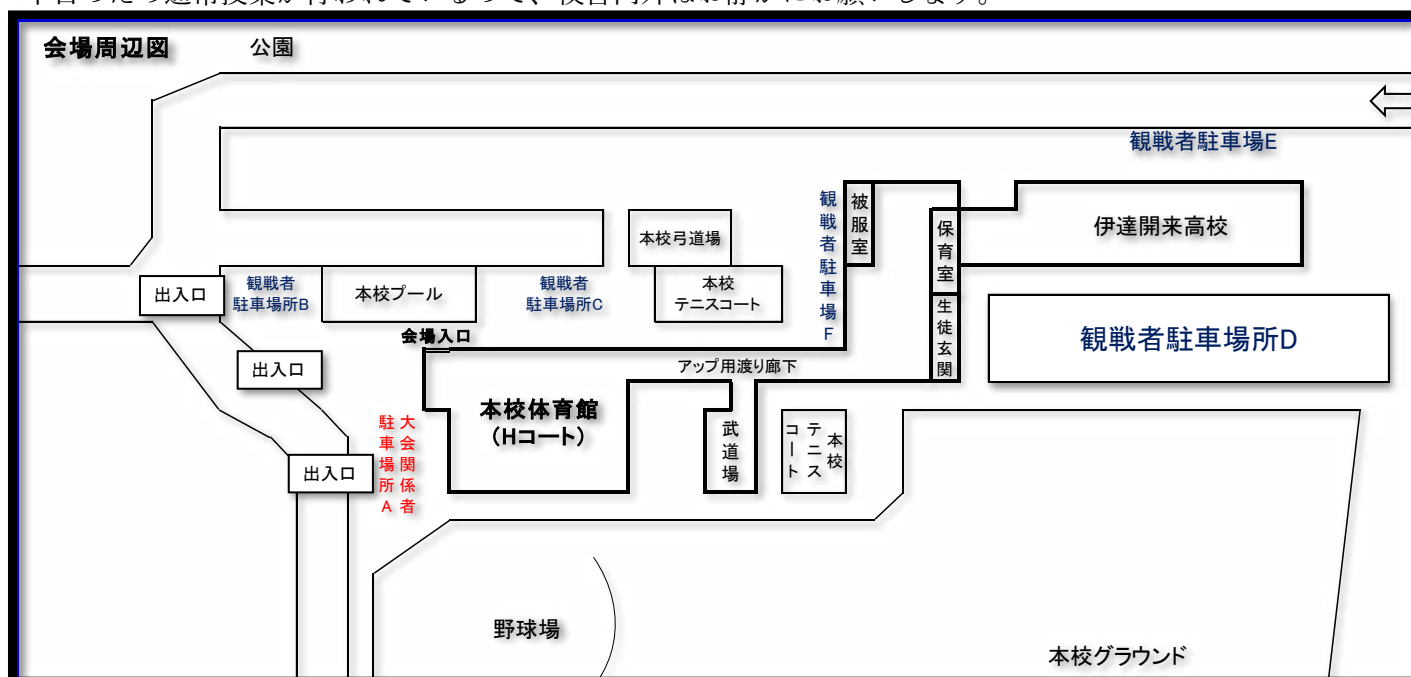 会場周辺図
公園
観戦者駐車場E
観戦者駐車場F
被服室
保育室
伊達開来高校
本校弓道場
出入口
観戦者
駐車場所B
本校プール
観戦者
駐車場所C
本校
テニスコート
生徒玄関
観戦者駐車場所D
会場入口
出入口
アップ用渡り廊下
本校体育館
（Hコート）
大会関係者
駐車場所A
武道場
本校
テニス
コート
出入口
野球場
本校グラウンド